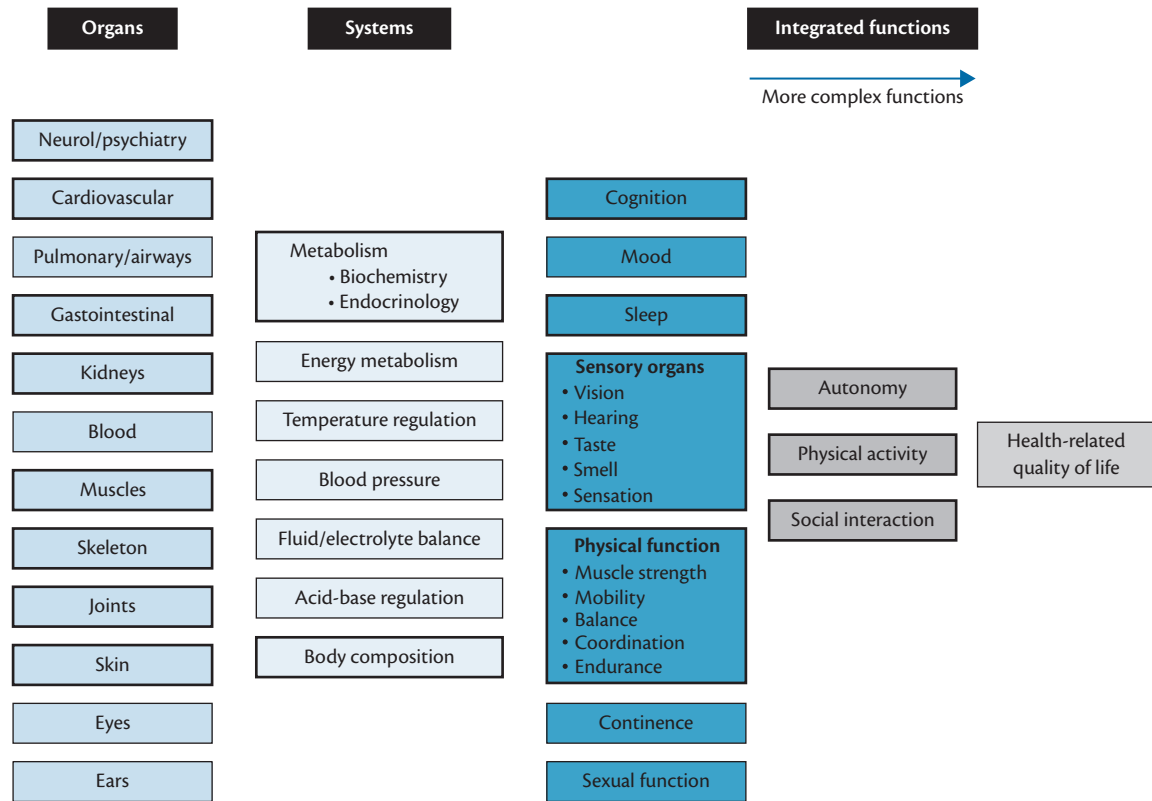 Organs
Systems
Integrated functions
More complex functions
Neurol/psychiatry
Cardiovascular
Pulmonary/airways
Gastointestinal
Kidneys
Blood
Muscles
Skeleton
Joints
Skin
Eyes
Ears
Metabolism
• Biochemistry
• Endocrinology
Energy metabolism
Temperature regulation
Blood pressure
Fluid/electrolyte balance
Acid-base regulation
Body composition
Cognition
Mood
Sleep
Sensory organs
• Vision
• Hearing
• Taste
• Smell
• Sensation
Physical function
• Muscle strength
• Mobility
• Balance
• Coordination
• Endurance
Continence
Sexual function
Autonomy
Physical activity
Social interaction
Health-related
quality of life